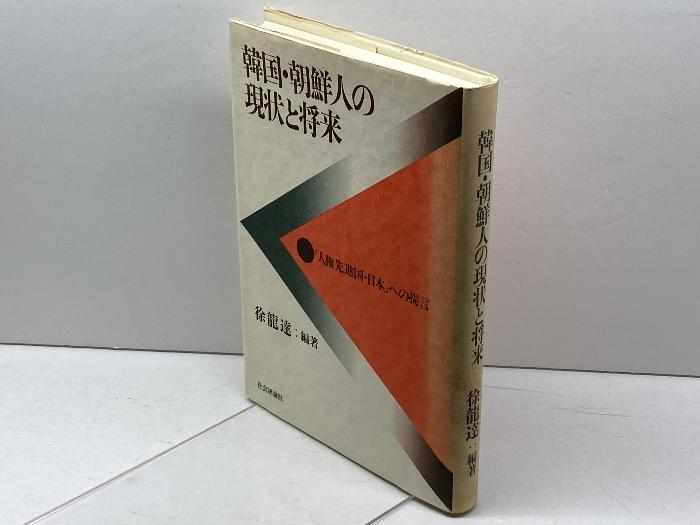 韓国・朝鮮人の
現状と将来
●「人権先進国・日本」への提言
徐龍達:編著
社会評論社
韓国・朝鮮人の現状と将来
徐龍達:編著